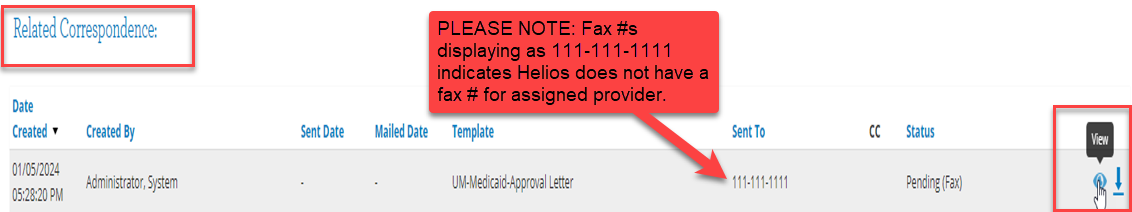 Related Correspondence:
PLEASE NOTE: Fax #s
displaying as 111-111-1111
indicates Helios does not have a
fax # for assigned provider.
Date
Created ▼ Created By Sent Date Mailed Date Template Sent To CC Status
View
01/05/2024
05:28:20 PM Administrator, System - - UM-Medicaid-Approval Letter 111-111-1111 Pending (Fax)